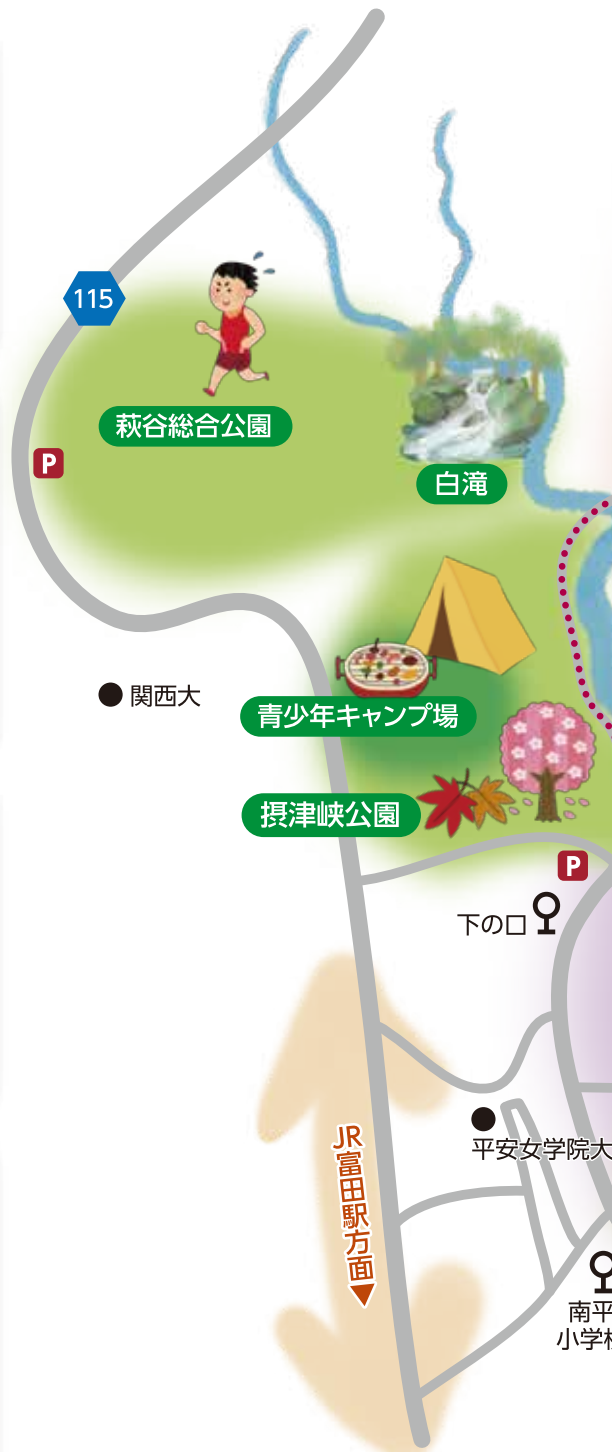 115
萩谷総合公園
P
白滝
関西大
青少年キャンプ場
摂津峡公園
P
下の口
平安女学院大
JR富田駅方面▼
南平
小学校